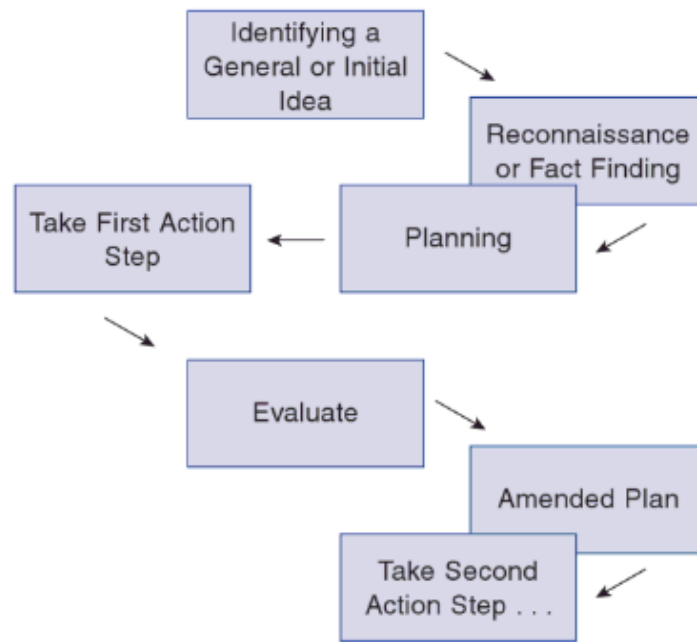 Identifying a
General or Initial
Idea
Reconnaissance
or Fact Finding
Planning
Take First Action
Step
Evaluate
Amended Plan
Take Second
Action Step . . .